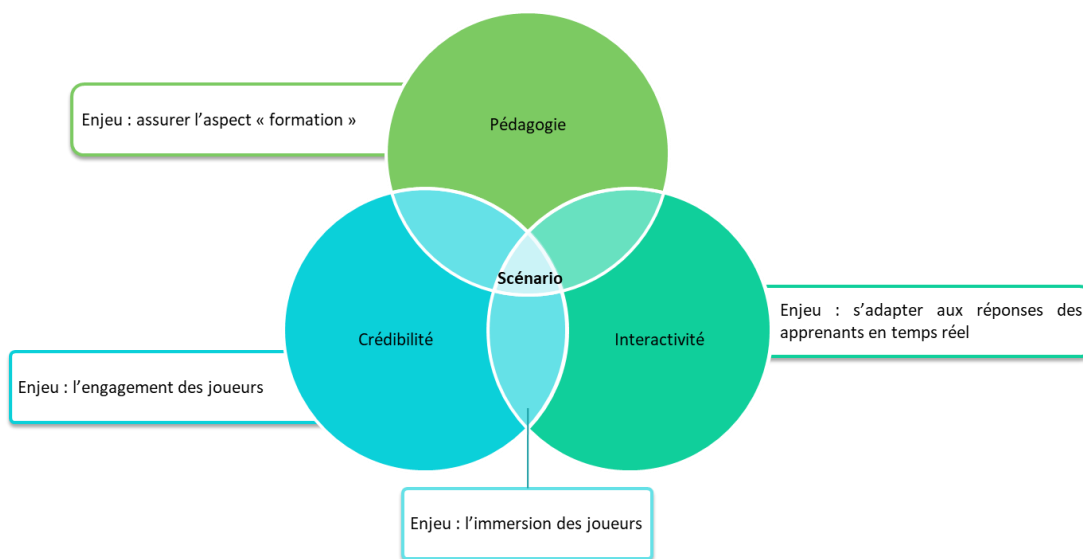 Pédagogie
Enjeu : assurer l’aspect « formation »
Scénario
Crédibilité
Interactivité
Enjeu : s’adapter aux réponses des
apprenants en temps réel
Enjeu : l’engagement des joueurs
Enjeu : l’immersion des joueurs